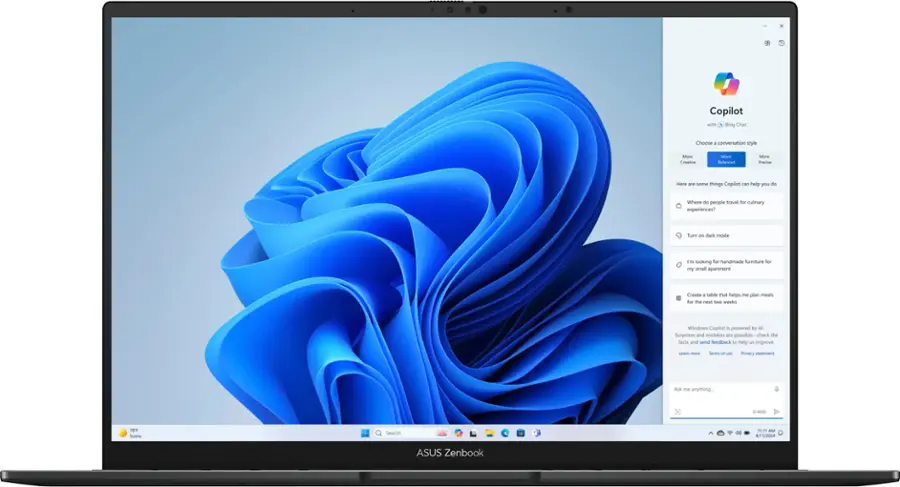 Copilot
with Bing Chat
Choose a conversation style
More
Creative
More
Balanced
More
Precise
Here are some things Copilot can help you do
Where do people travel for culinary
experiences?
Turn on dark mode
I'm looking for handmade furniture for
my small apartment
Create a table that helps me plan meals
for the next two weeks
Windows Copilot is powered by AI.
Surprises and mistakes are possible - check the
facts and send feedback to help us improve.
Learn more
Terms of use
Privacy statement
Ask me anything...
Sunny
Search
11:11 AM
ASUS Zenbook